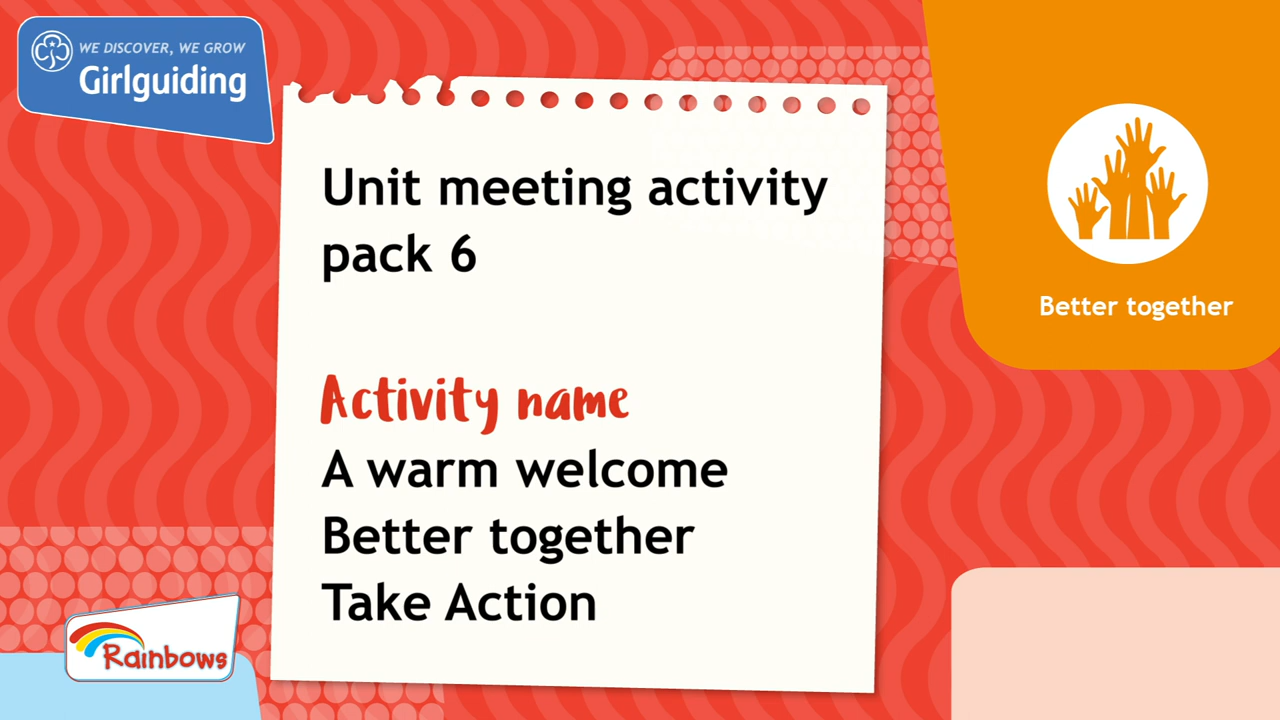 WE DISCOVER, WE GROW
Girlguiding
Unit meeting activity
pack 6
Activity name
A warm welcome
Better together
Take Action
Better together
Rainbows